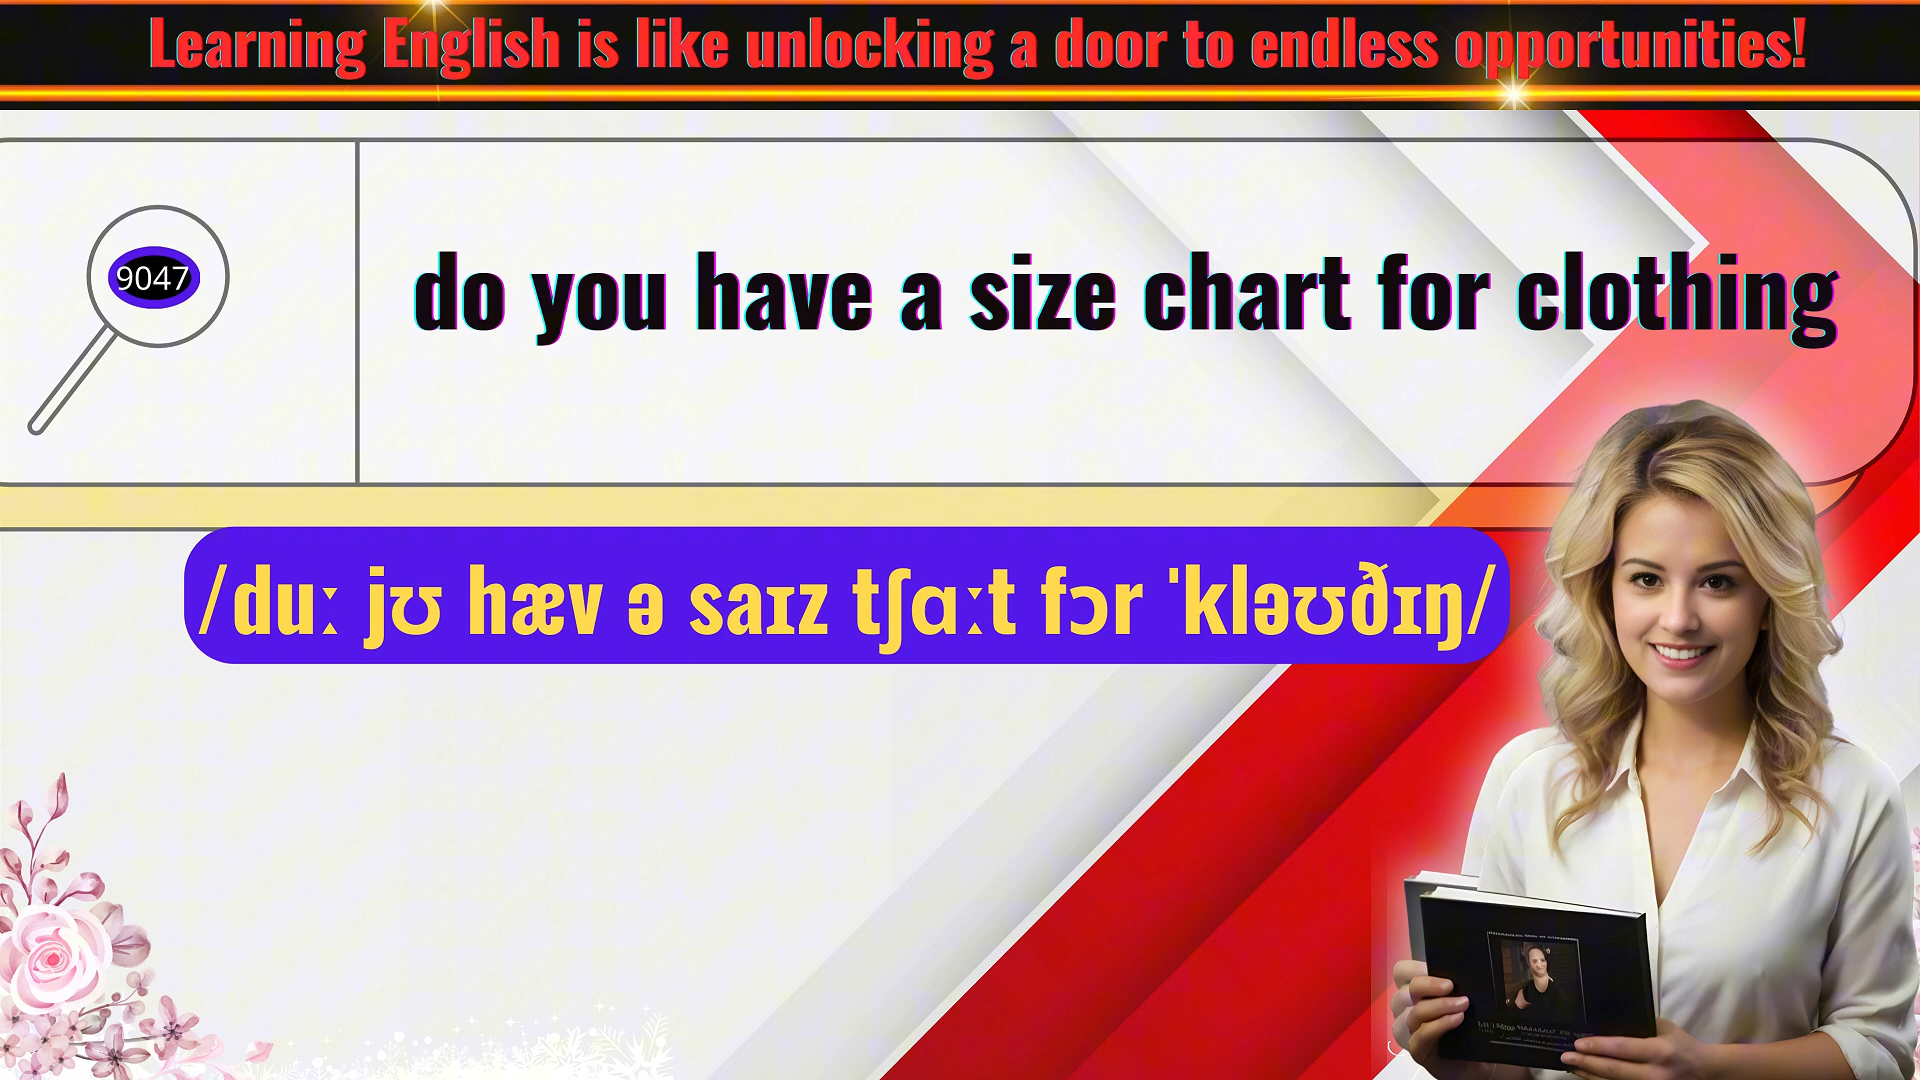 Learning English is like unlocking a door to endless opportunities!
9047
do you have a size chart for clothing
/duː jʊ hæv ə saɪz tʃɑːt fɔr ˈkləʊðɪŋ/